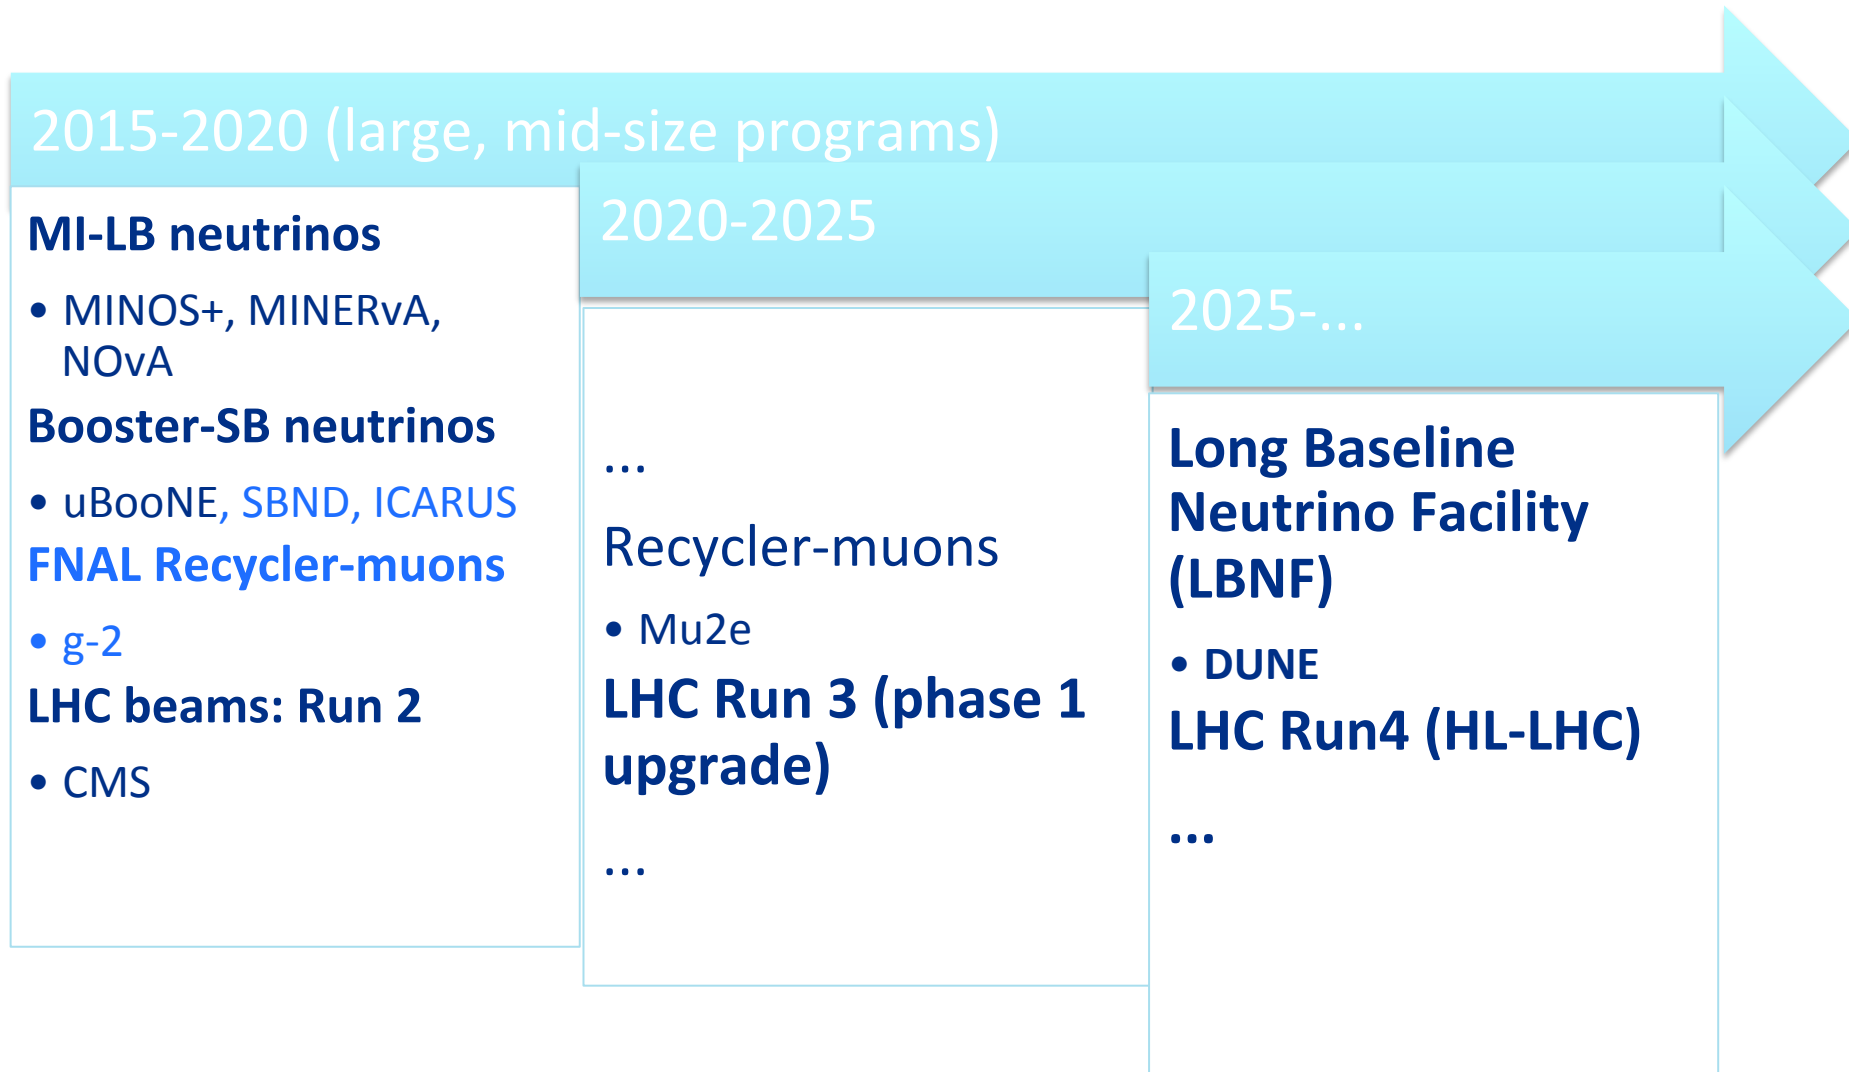 2015-2020 (large, mid-size programs)
MI-LB neutrinos
• MINOS+, MINERvA,
NOvA
Booster-SB neutrinos
• uBooNE, SBND, ICARUS
FNAL Recycler-muons
• g-2
LHC beams: Run 2
• CMS
2020-2025
...
Recycler-muons
• Mu2e
LHC Run 3 (phase 1
upgrade)
...
2025-...
Long Baseline
Neutrino Facility
(LBNF)
• DUNE
LHC Run4 (HL-LHC)
...